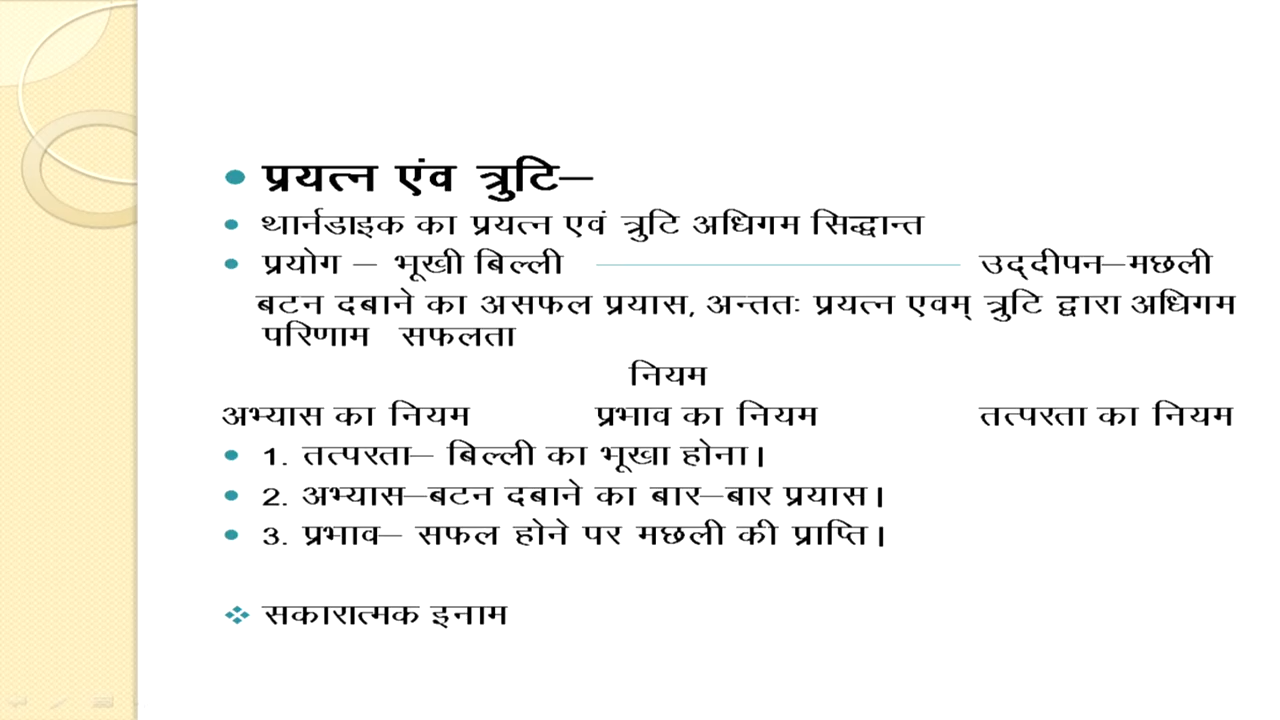 प्रयत्न एंव त्रुटि–
थार्नडाइक का प्रयत्न एवं त्रुटि अधिगम सिद्धान्त
प्रयोग – भूखी बिल्ली उद्दीपन–मछली
बटन दबाने का असफल प्रयास, अन्ततः प्रयत्न एवम् त्रुटि द्वारा अधिगम
परिणाम सफलता
नियम
अभ्यास का नियम प्रभाव का नियम तत्परता का नियम
1. तत्परता– बिल्ली का भूखा होना।
2. अभ्यास–बटन दबाने का बार–बार प्रयास।
3. प्रभाव– सफल होने पर मछली की प्राप्ति।
सकारात्मक इनाम